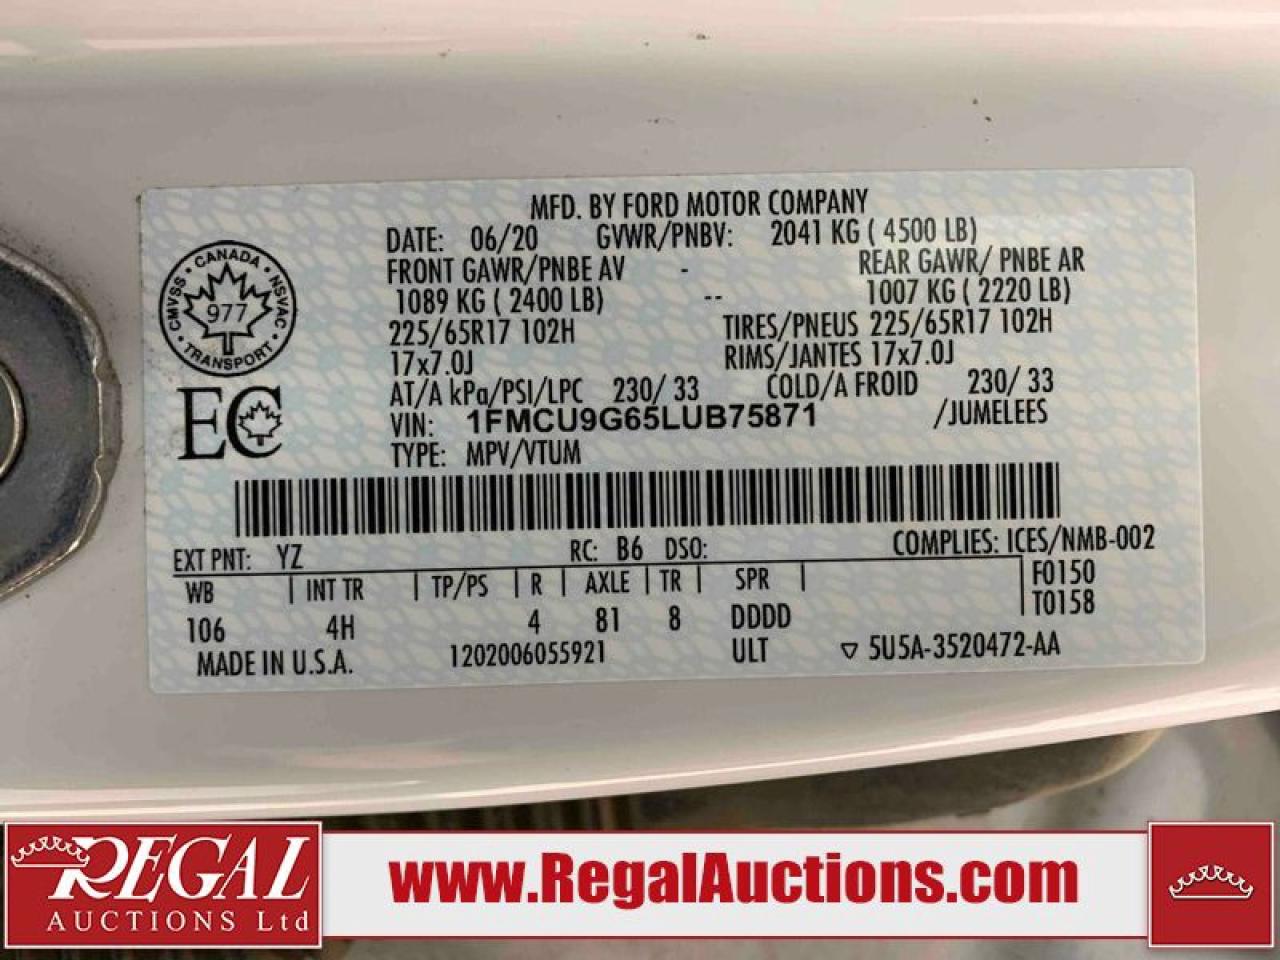 MFD. BY FORD MOTOR COMPANY
DATE: 06/20 GVWR/PNBV: 2041 KG ( 4500 LB)
FRONT GAWR/PNBE AV - REAR GAWR/ PNBE AR
1089 KG ( 2400 LB) -- 1007 KG ( 2220 LB)
225/65R17 102H TIRES/PNEUS 225/65R17 102H
17x7.0J RIMS/JANTES 17x7.0J
AT/A kPa/PSI/LPC 230/ 33 COLD/A FROID 230/ 33
VIN: 1FMCU9G65LUB75871 /JUMELEES
TYPE: MPV/VTUM
CMVSS • CANADA • NSVAC • TRANSPORT •
977
EC
EXT PNT: YZ RC: B6 DSO: COMPLIES: ICES/NMB-002
WB | INT TR | TP/PS | R | AXLE | TR | SPR | | F0150
106 4H 4 81 8 DDDD | T0158
MADE IN U.S.A. 1202006055921 ULT ▽ 5U5A-3520472-AA
REGAL
AUCTIONS Ltd
www.RegalAuctions.com